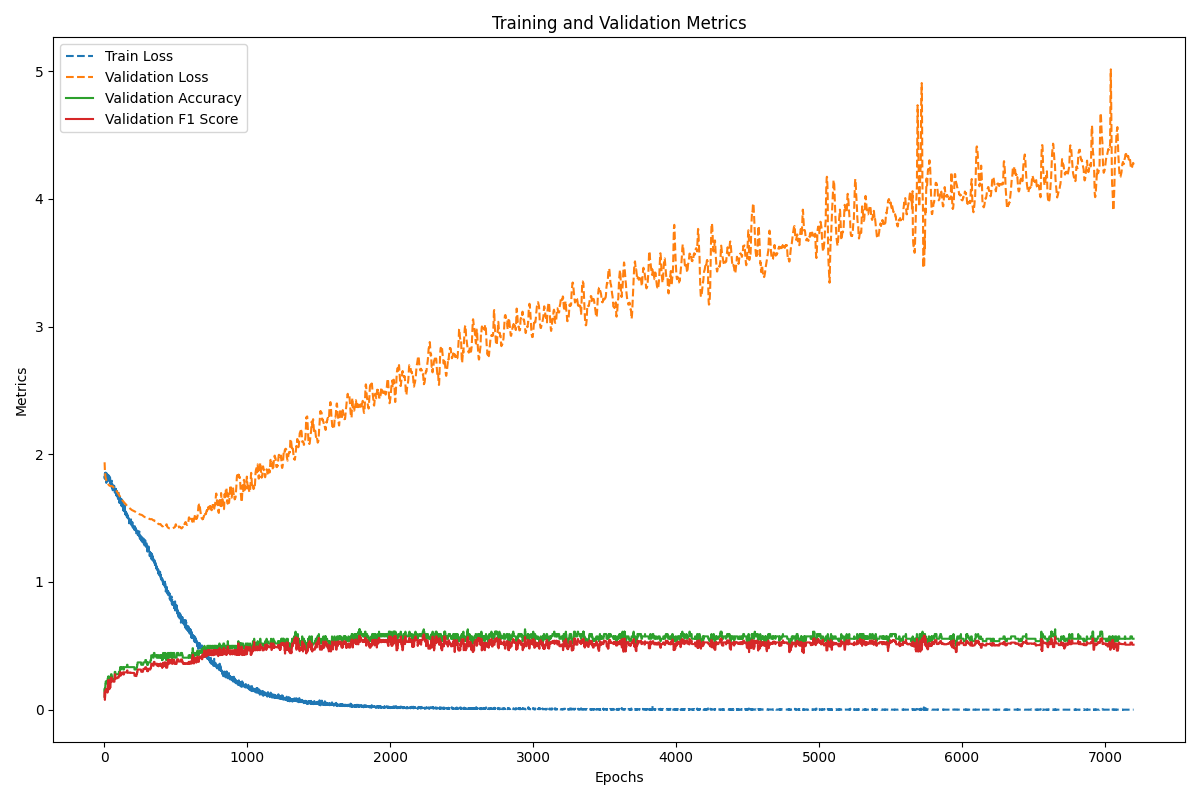 Training and Validation Metrics
Train Loss
Validation Loss
Validation Accuracy
Validation F1 Score
Metrics
5
4
3
2
1
0
0 1000 2000 3000 4000 5000 6000 7000
Epochs